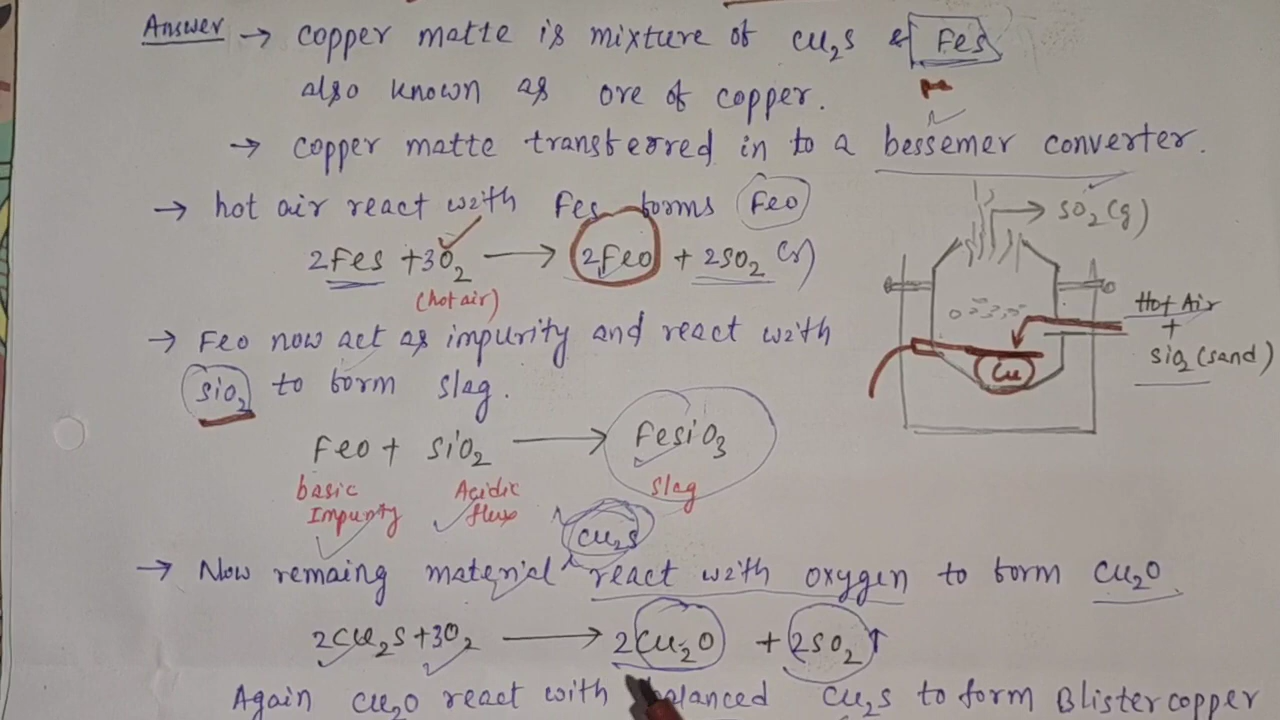 Answer → copper matte is mixture of Cu2S & FeS
also known as ore of copper.
→ copper matte transferred in to a bessemer converter.
→ hot air react with FeS forms FeO
2FeS + 3O2 → 2FeO + 2SO2
(hot air)
→ FeO now act as impurity and react with
SiO2 to form slag.
FeO + SiO2 → FeSiO3
basic Impurity
Acidic flux
slag
Cu2S
→ Now remaing material ^ react with oxygen to form Cu2O
2Cu2S + 3O2 → 2Cu2O + 2SO2 ↑
Again Cu2O react with balanced Cu2S to form Blister copper
→ SO2(g)
Hot Air
+
SiO2 (sand)
Cu